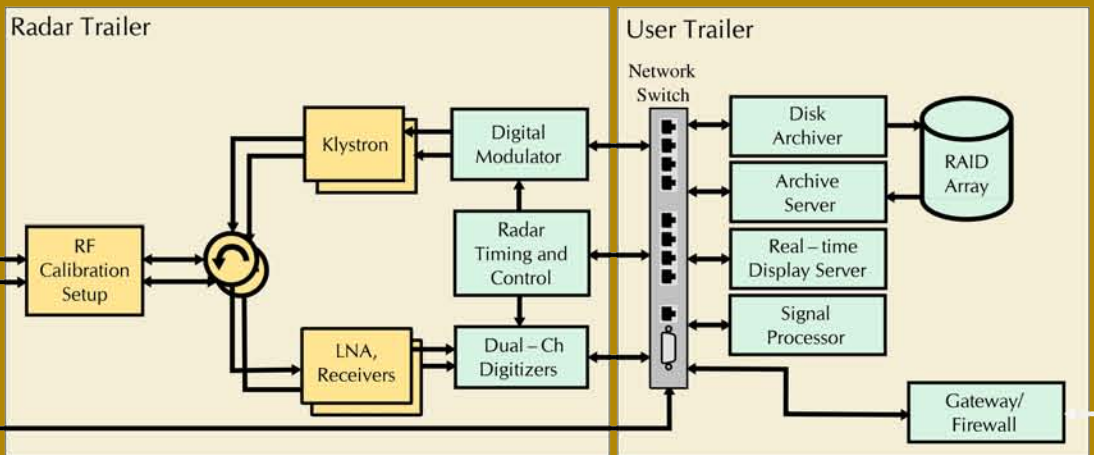 Radar Trailer
User Trailer
Network
Switch
Klystron
Digital
Modulator
Disk
Archiver
RAID
Array
Archive
Server
RF
Calibration
Setup
Radar
Timing and
Control
Real – time
Display Server
Signal
Processor
LNA,
Receivers
Dual – Ch
Digitizers
Gateway/
Firewall